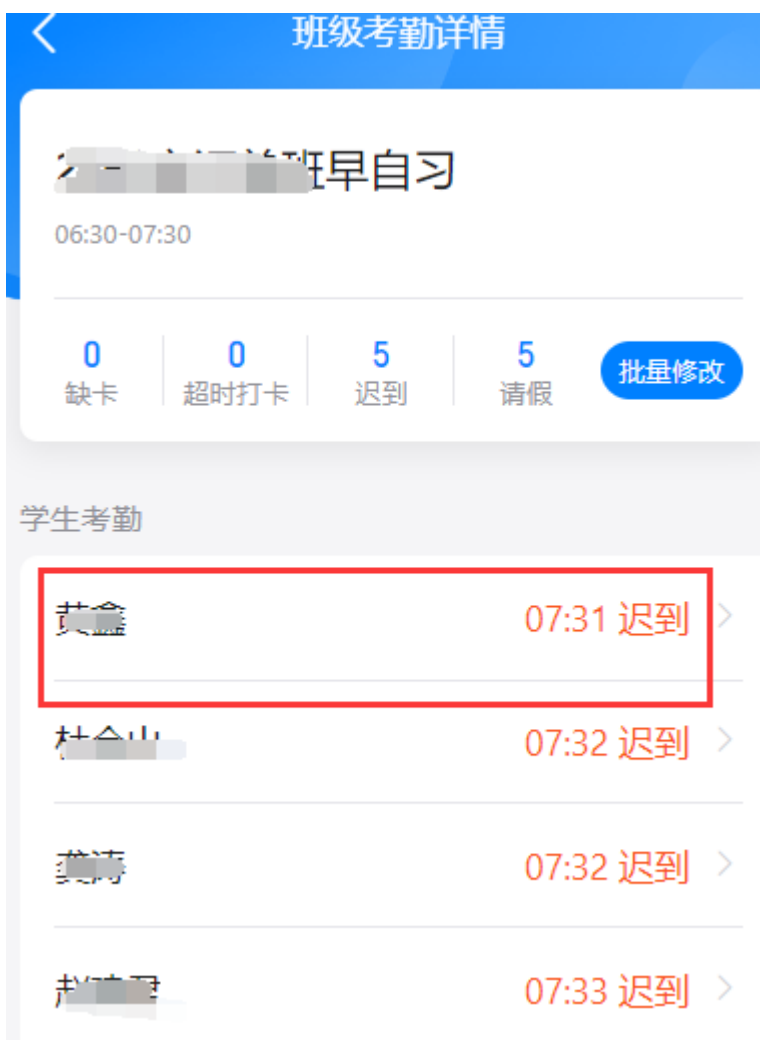 班级考勤详情
班早自习
06:30-07:30
0 0 5 5
缺卡 超时打卡 迟到 请假 批量修改
学生考勤
07:31 迟到
07:32 迟到
07:32 迟到
07:33 迟到